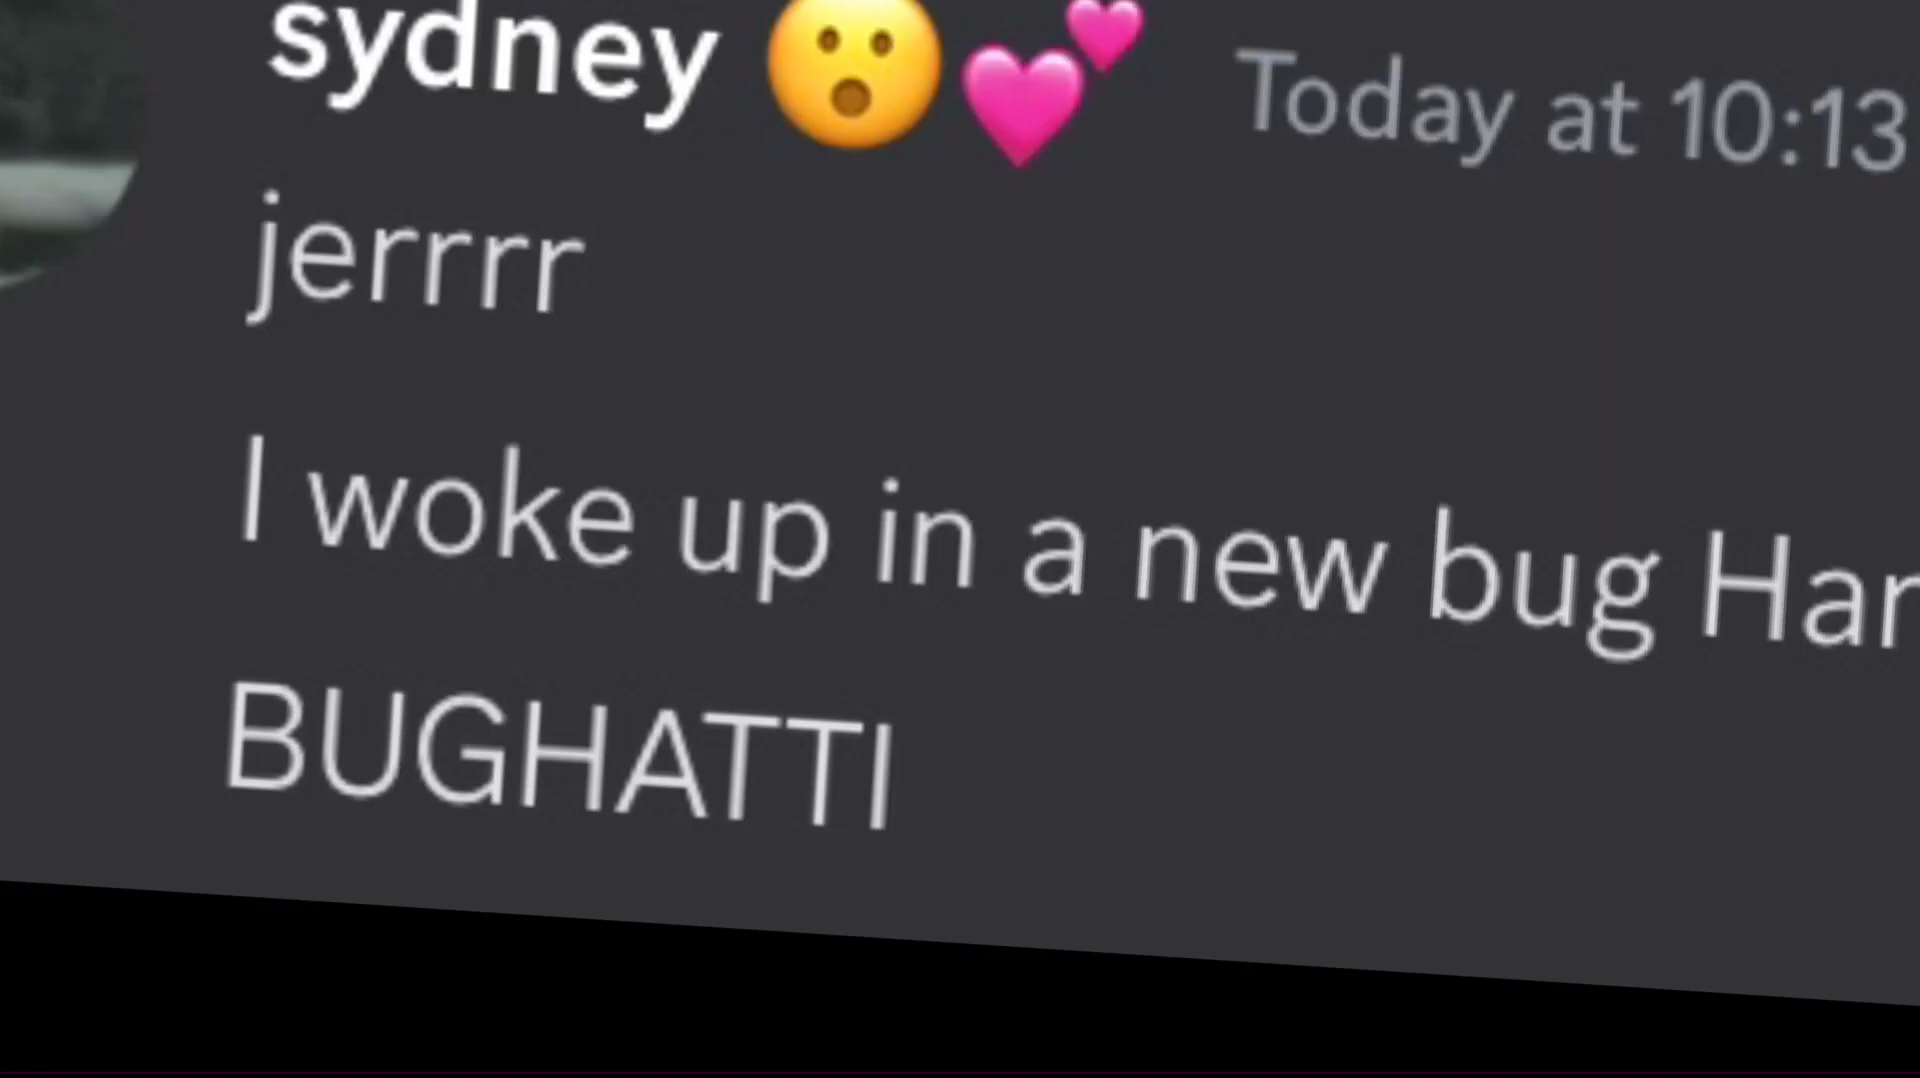 sydney 😮💕 Today at 10:13
jerrrr
I woke up in a new bug
BUGHATTI